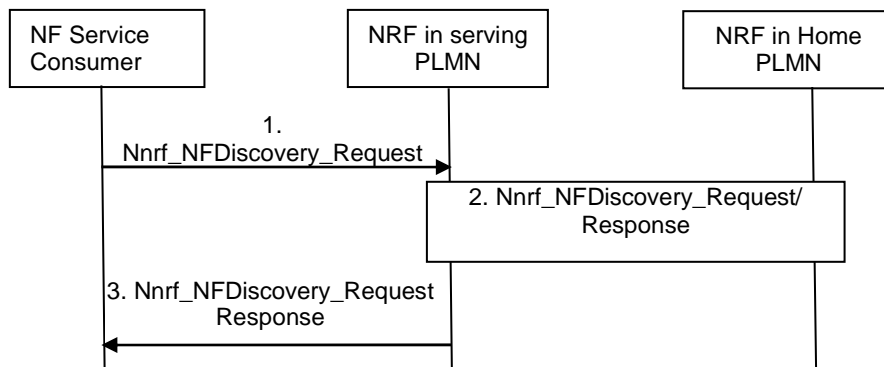 NF Service
Consumer
NRF in serving
PLMN
NRF in Home
PLMN
1.
Nnrf_NFDiscovery_Request
2. Nnrf_NFDiscovery_Request/
Response
3. Nnrf_NFDiscovery_Request
Response